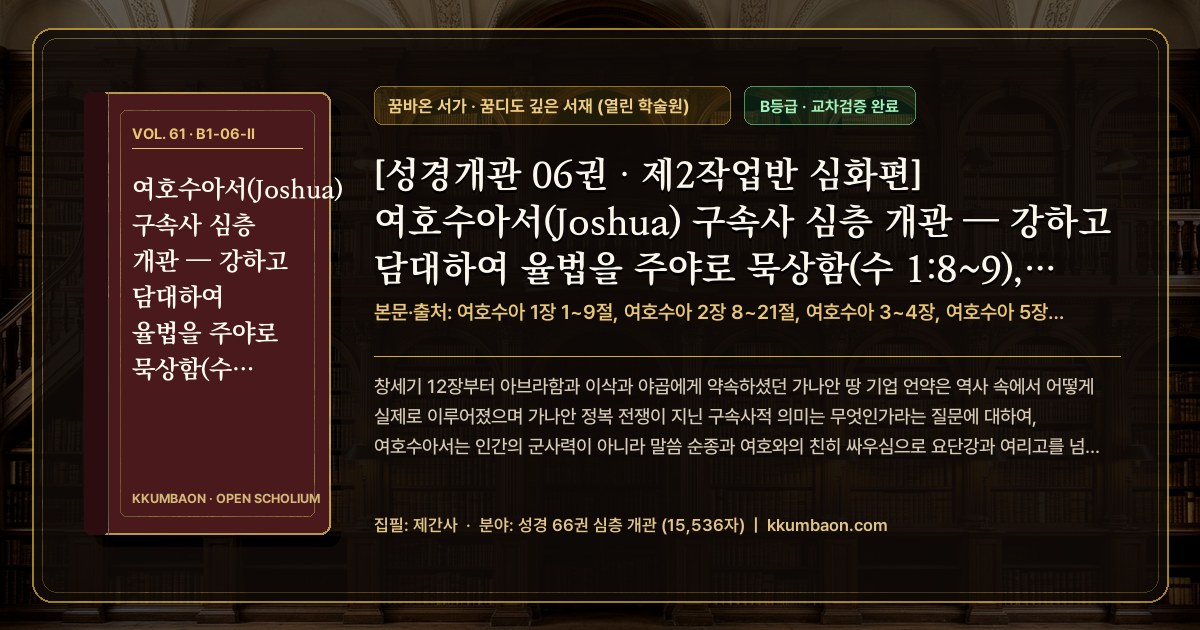 VOL. 61 · B1-06-II
여호수아서(Joshua)
구속사 심층
개관 — 강하고
담대하여
율법을 주야로
묵상함(수…
KKUMBAON · OPEN SCHOLIUM
꿈바온 서가 · 꿈디도 깊은 서재 (열린 학술원)
B등급 · 교차검증 완료
[성경개관 06권 · 제2작업반 심화편]
여호수아서(Joshua) 구속사 심층 개관 — 강하고
담대하여 율법을 주야로 묵상함(수 1:8~9),…
본문·출처: 여호수아 1장 1~9절, 여호수아 2장 8~21절, 여호수아 3~4장, 여호수아 5장...
창세기 12장부터 아브라함과 이삭과 야곱에게 약속하셨던 가나안 땅 기업 언약은 역사 속에서 어떻게
실제로 이루어졌으며 가나안 정복 전쟁이 지닌 구속사적 의미는 무엇인가라는 질문에 대하여,
여호수아서는 인간의 군사력이 아니라 말씀 순종과 여호와의 친히 싸우심으로 요단강과 여리고를 넘...
집필: 제간사 · 분야: 성경 66권 심층 개관 (15,536자) | kkumbaon.com